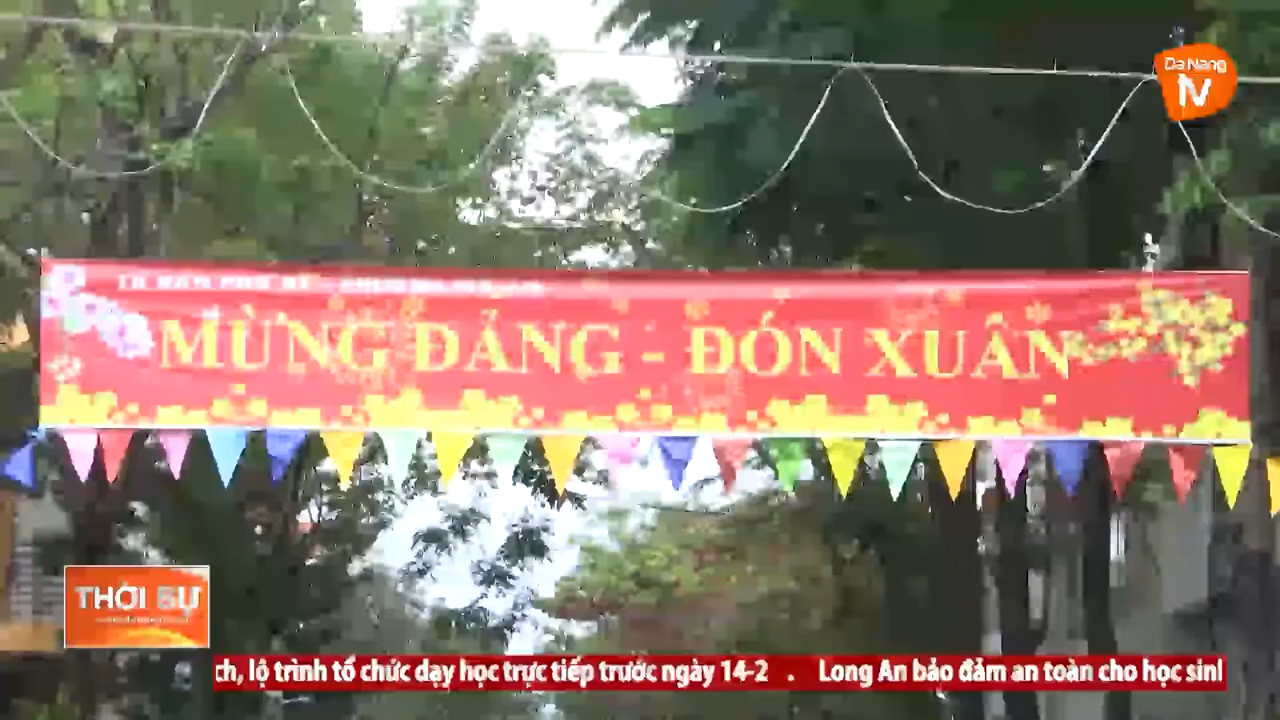 Da Nang
TV
MỪNG ĐẢNG - ĐÓN XUÂN
THỜI SỰ
ch, lộ trình tổ chức dạy học trực tiếp trước ngày 14-2 . Long An bảo đảm an toàn cho học sinl